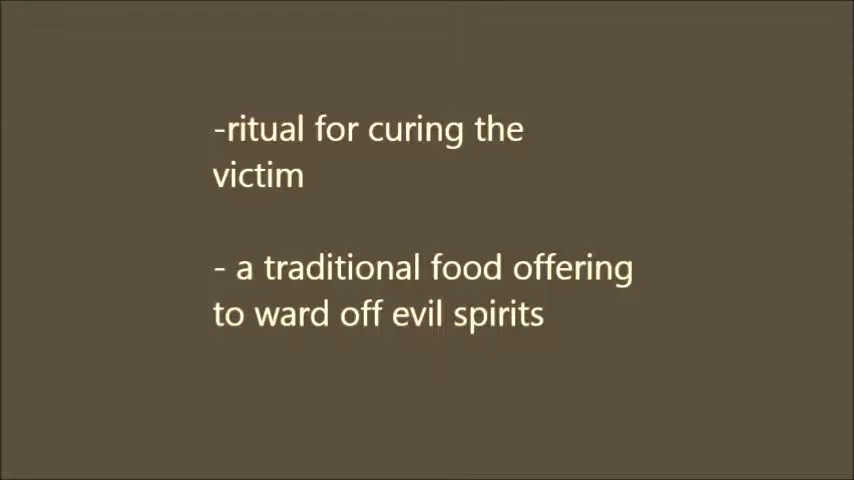 -ritual for curing the
victim
- a traditional food offering
to ward off evil spirits